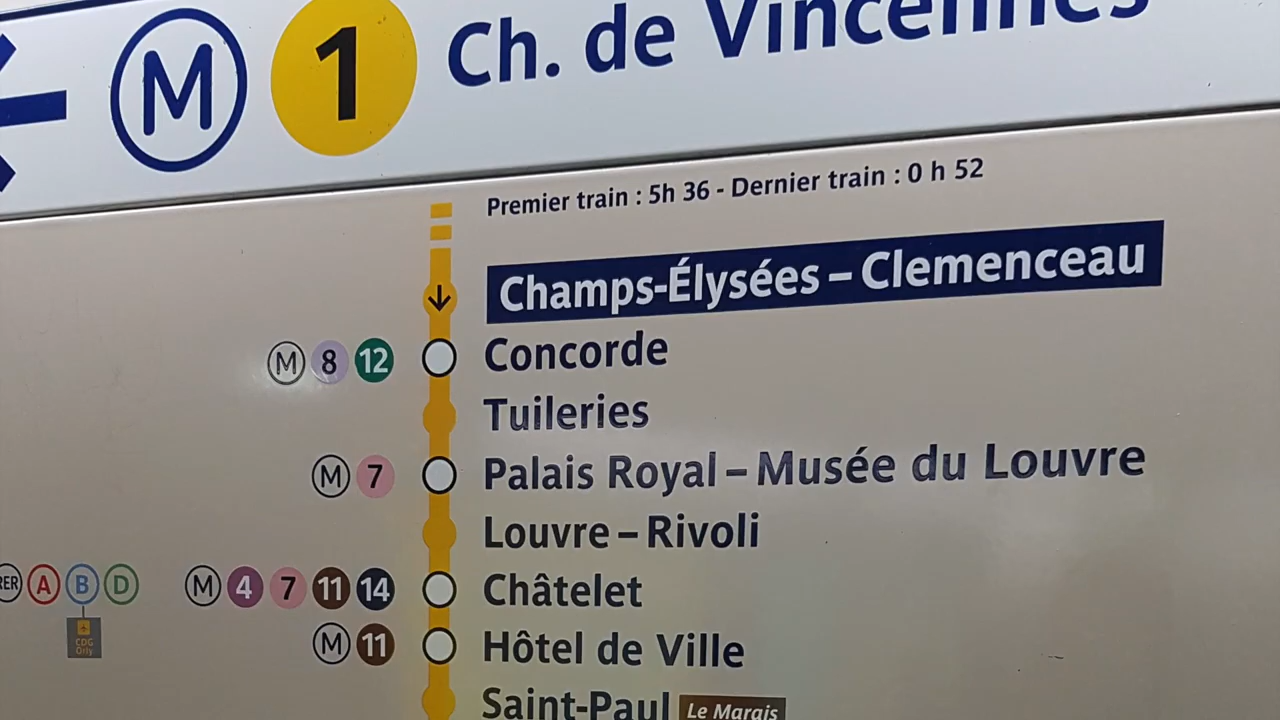 M 1 Ch. de Vincennes
Premier train : 5h 36 - Dernier train : 0 h 52
Champs-Élysées – Clemenceau
M 8 12 Concorde
Tuileries
M 7 Palais Royal – Musée du Louvre
Louvre – Rivoli
RER A B D M 4 7 11 14 Châtelet
CDG
Orly
M 11 Hôtel de Ville
Saint-Paul Le Marais